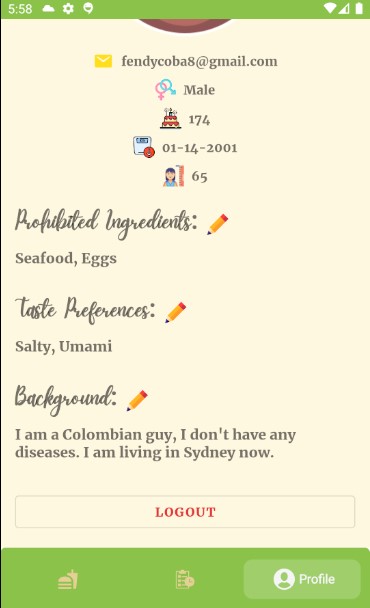 5:58
fendycoba8@gmail.com
Male
174
01-14-2001
65
Prohibited Ingredients:
Seafood, Eggs
Taste Preferences:
Salty, Umami
Background:
I am a Colombian guy, I don't have any
diseases. I am living in Sydney now.
LOGOUT
Profile